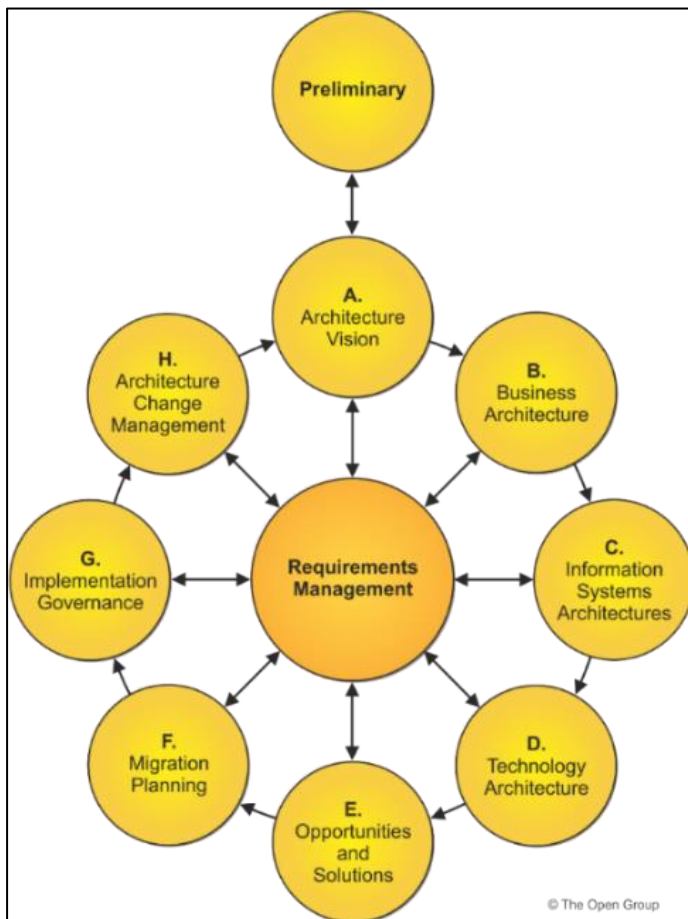 Preliminary
A.
Architecture
Vision
B.
Business
Architecture
C.
Information
Systems
Architectures
D.
Technology
Architecture
E.
Opportunities
and
Solutions
F.
Migration
Planning
G.
Implementation
Governance
H.
Architecture
Change
Management
Requirements
Management
© The Open Group